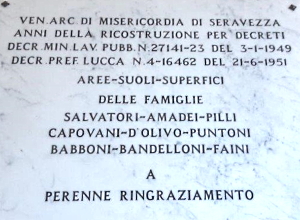 VEN. ARC. DI MISERICORDIA DI SERAVEZZA
ANNI DELLA RICOSTRUZIONE PER DECRETI
DECR. MIN. LAV. PUBB. N. 27141-23 DEL 3-1-1949
DECR. PREF. LUCCA N. 4-16462 DEL 21-6-1951
AREE-SUOLI-SUPERFICI
DELLE FAMIGLIE
SALVATORI-AMADEI-PILLI
CAPOVANI-D'OLIVO-PUNTONI
BABBONI-BANDELLONI-FAINI
A
PERENNE RINGRAZIAMENTO